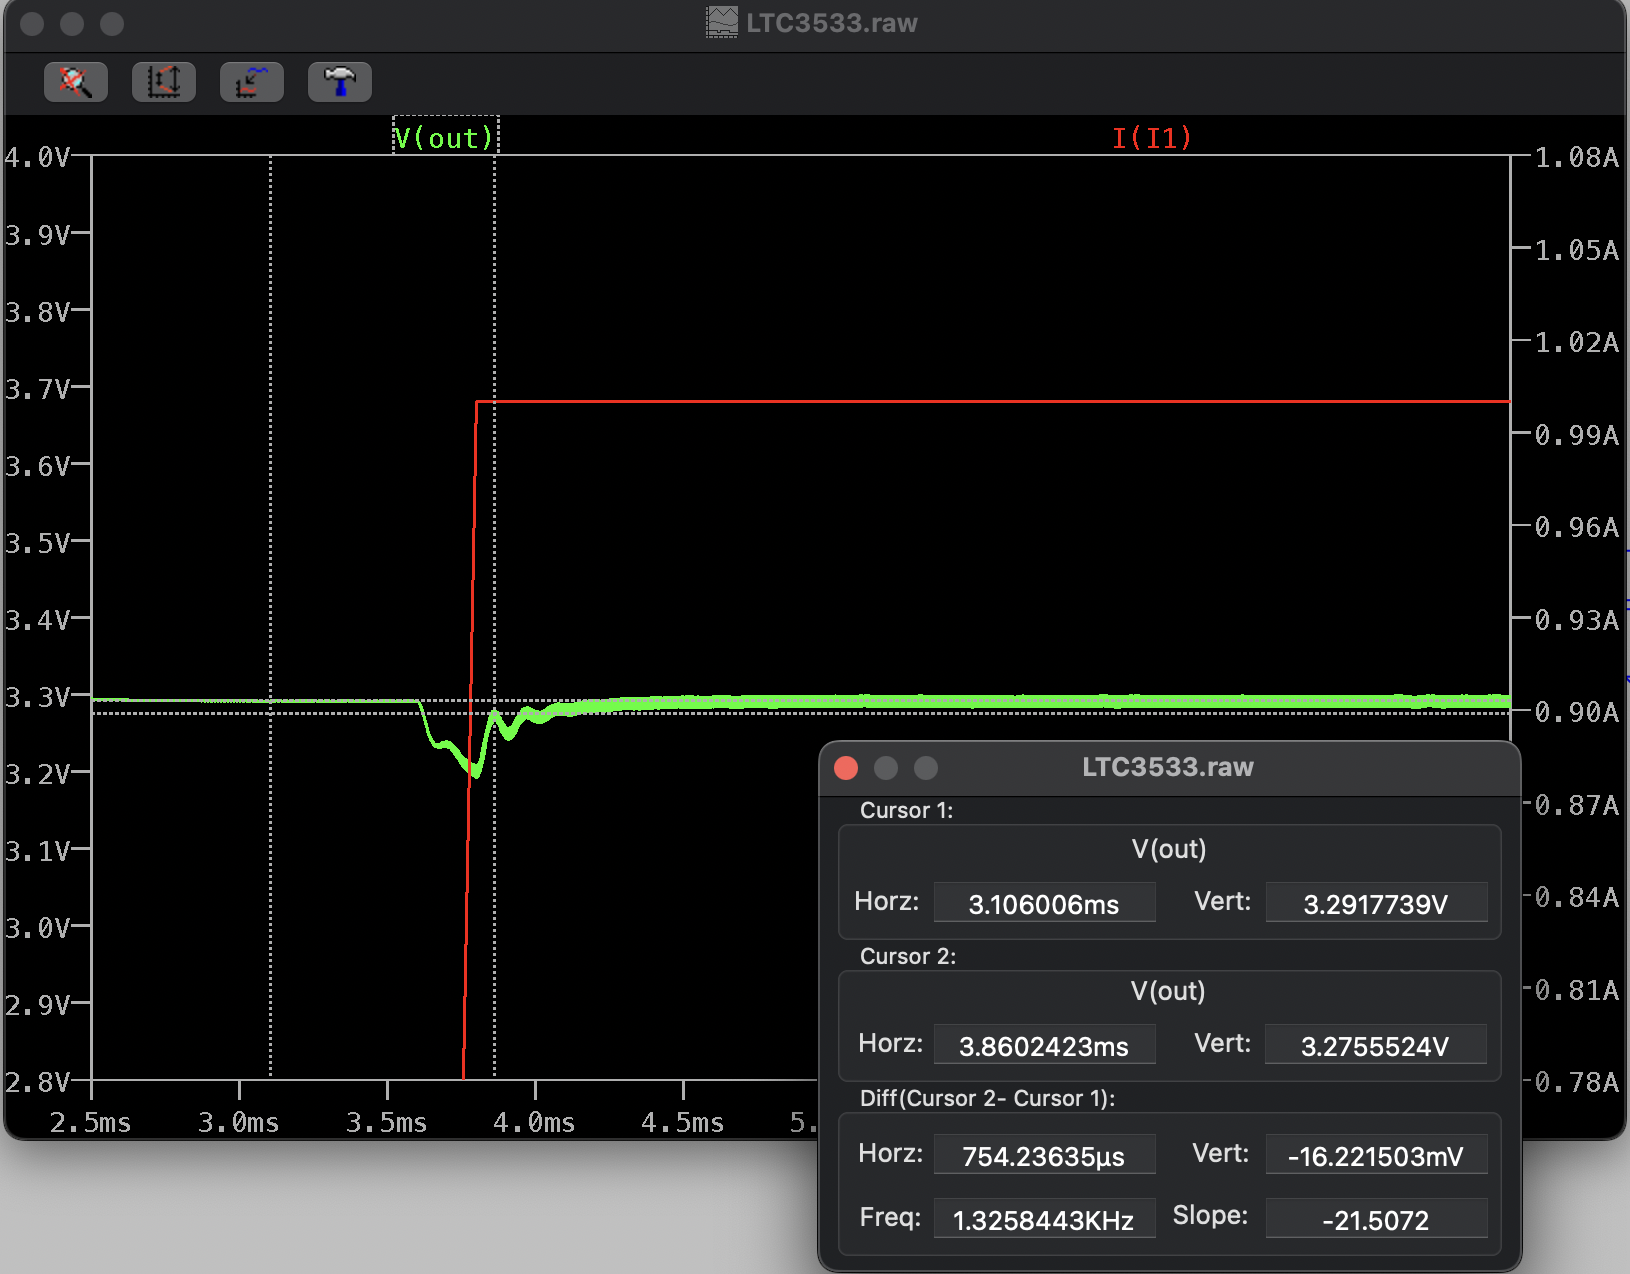 LTC3533.raw
V(out)
I(I1)
4.0V
3.9V
3.8V
3.7V
3.6V
3.5V
3.4V
3.3V
3.2V
3.1V
3.0V
2.9V
2.8V
1.08A
1.05A
1.02A
0.99A
0.96A
0.93A
0.90A
0.87A
0.84A
0.81A
0.78A
2.5ms 3.0ms 3.5ms 4.0ms 4.5ms 5.
LTC3533.raw
Cursor 1:
V(out)
Horz: 3.106006ms Vert: 3.2917739V
Cursor 2:
V(out)
Horz: 3.8602423ms Vert: 3.2755524V
Diff(Cursor 2- Cursor 1):
Horz: 754.23635µs Vert: -16.221503mV
Freq: 1.3258443KHz Slope: -21.5072